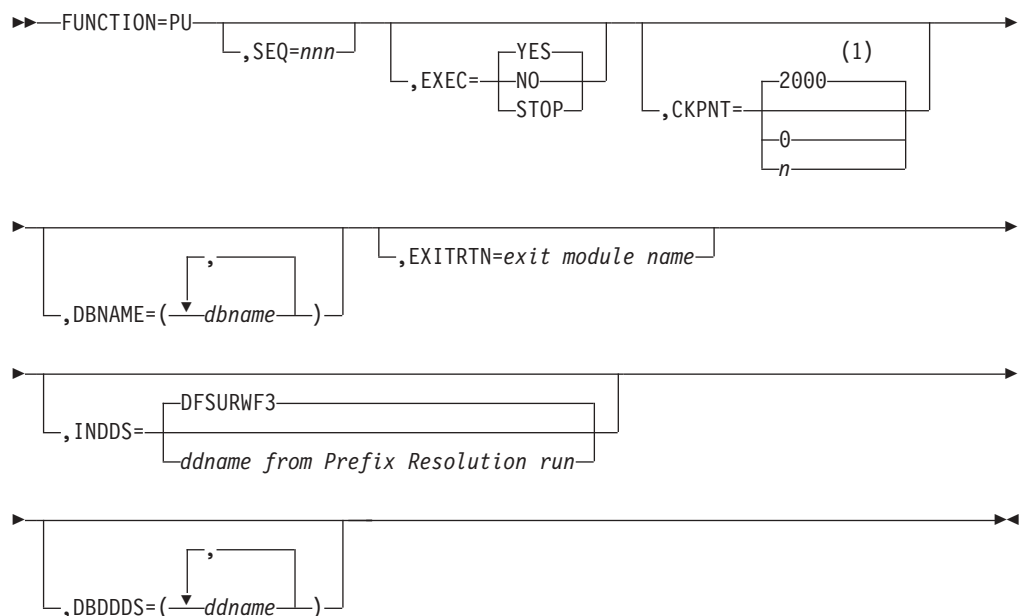 FUNCTION=PU
,SEQ=nnn
,EXEC=
YES
NO
STOP
,CKPNT=
(1)
2000
0
n
,DBNAME=(
,
dbname
)
,EXITRTN=exit module name
,INDDS=
DFSURWF3
ddname from Prefix Resolution run
,DBDDDS=(
,
ddname
)